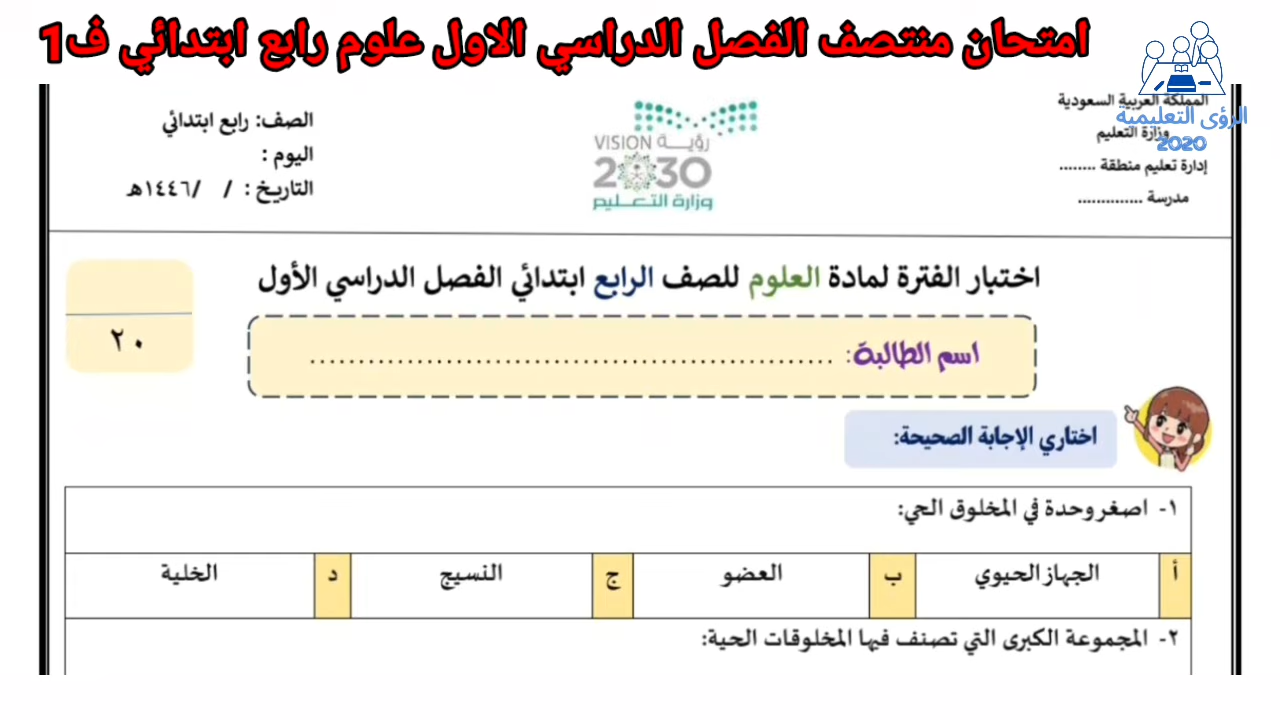 امتحان منتصف الفصل الدراسي الاول علوم رابع ابتدائي ف1
الرؤى التعليمية
2020
المملكة العربية السعودية
وزارة التعليم
إدارة تعليم منطقة ........
مدرسة ..............
VISION رؤيــة
2030
وزارة التعـــليم
الصف: رابع ابتدائي
اليوم :
التاريخ : / /١٤٤٦هـ
اختبار الفترة لمادة العلوم للصف الرابع ابتدائي الفصل الدراسي الأول
٢٠
اسم الطالبة: ......................................................
اختاري الإجابة الصحيحة:
١- اصغر وحدة في المخلوق الحي:
أ الجهاز الحيوي ب العضو ج النسيج د الخلية
٢- المجموعة الكبرى التي تصنف فيها المخلوقات الحية: